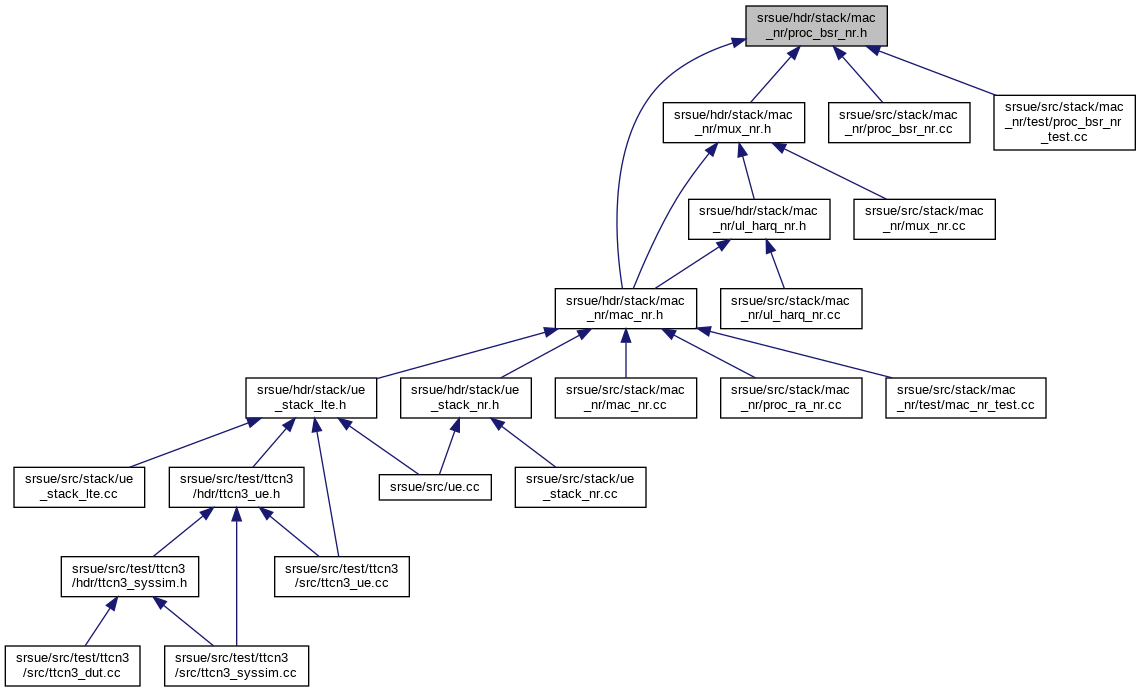 srsue/hdr/stack/mac
_nr/proc_bsr_nr.h
srsue/hdr/stack/mac
_nr/mux_nr.h
srsue/src/stack/mac
_nr/proc_bsr_nr.cc
srsue/src/stack/mac
_nr/test/proc_bsr_nr
_test.cc
srsue/hdr/stack/mac
_nr/ul_harq_nr.h
srsue/src/stack/mac
_nr/mux_nr.cc
srsue/hdr/stack/mac
_nr/mac_nr.h
srsue/src/stack/mac
_nr/ul_harq_nr.cc
srsue/hdr/stack/ue
_stack_lte.h
srsue/hdr/stack/ue
_stack_nr.h
srsue/src/stack/mac
_nr/mac_nr.cc
srsue/src/stack/mac
_nr/proc_ra_nr.cc
srsue/src/stack/mac
_nr/test/mac_nr_test.cc
srsue/src/stack/ue
_stack_lte.cc
srsue/src/test/ttcn3
/hdr/ttcn3_ue.h
srsue/src/ue.cc
srsue/src/stack/ue
_stack_nr.cc
srsue/src/test/ttcn3
/hdr/ttcn3_syssim.h
srsue/src/test/ttcn3
/src/ttcn3_ue.cc
srsue/src/test/ttcn3
/src/ttcn3_dut.cc
srsue/src/test/ttcn3
/src/ttcn3_syssim.cc